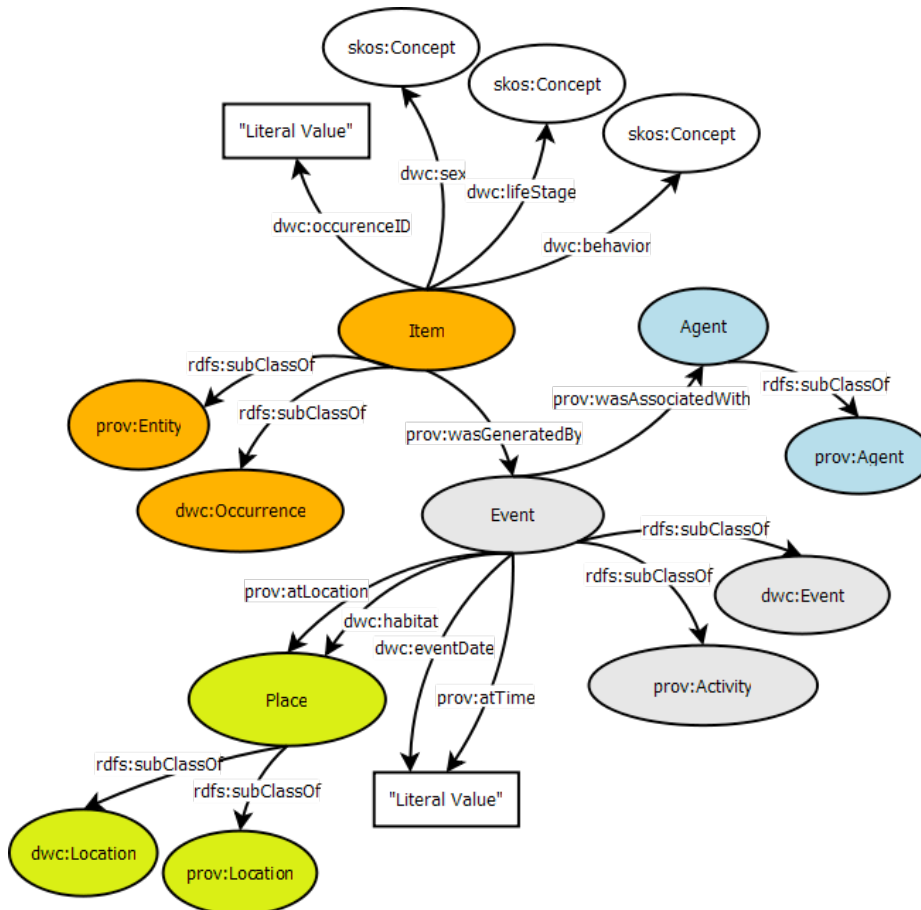 skos:Concept
skos:Concept
skos:Concept
"Literal Value"
dwc:sex
dwc:lifeStage
dwc:occurenceID
dwc:behavior
Item
Agent
rdfs:subClassOf
rdfs:subClassOf
prov:wasAssociatedWith
rdfs:subClassOf
prov:Entity
prov:wasGeneratedBy
prov:Agent
dwc:Occurrence
Event
rdfs:subClassOf
rdfs:subClassOf
prov:atLocation
dwc:habitat
dwc:Event
dwc:eventDate
prov:Activity
prov:atTime
Place
rdfs:subClassOf
rdfs:subClassOf
"Literal Value"
dwc:Location
prov:Location